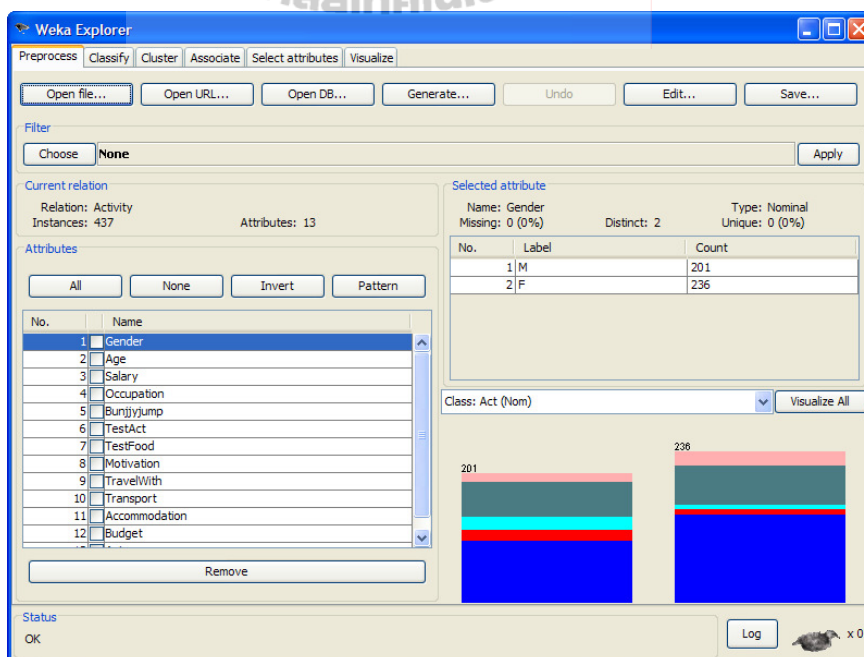 Weka Explorer
Preprocess Classify Cluster Associate Select attributes Visualize
Open file... Open URL... Open DB... Generate... Undo Edit... Save...
Filter
Choose None Apply
Current relation
Relation: Activity
Instances: 437 Attributes: 13
Attributes
All None Invert Pattern
No. Name
1 Gender
2 Age
3 Salary
4 Occupation
5 Bunjjyjump
6 TestAct
7 TestFood
8 Motivation
9 TravelWith
10 Transport
11 Accommodation
12 Budget
Remove
Selected attribute
Name: Gender Type: Nominal
Missing: 0 (0%) Distinct: 2 Unique: 0 (0%)
No. Label Count
1 M 201
2 F 236
Class: Act (Nom) Visualize All
201
236
Status
OK
Log x 0